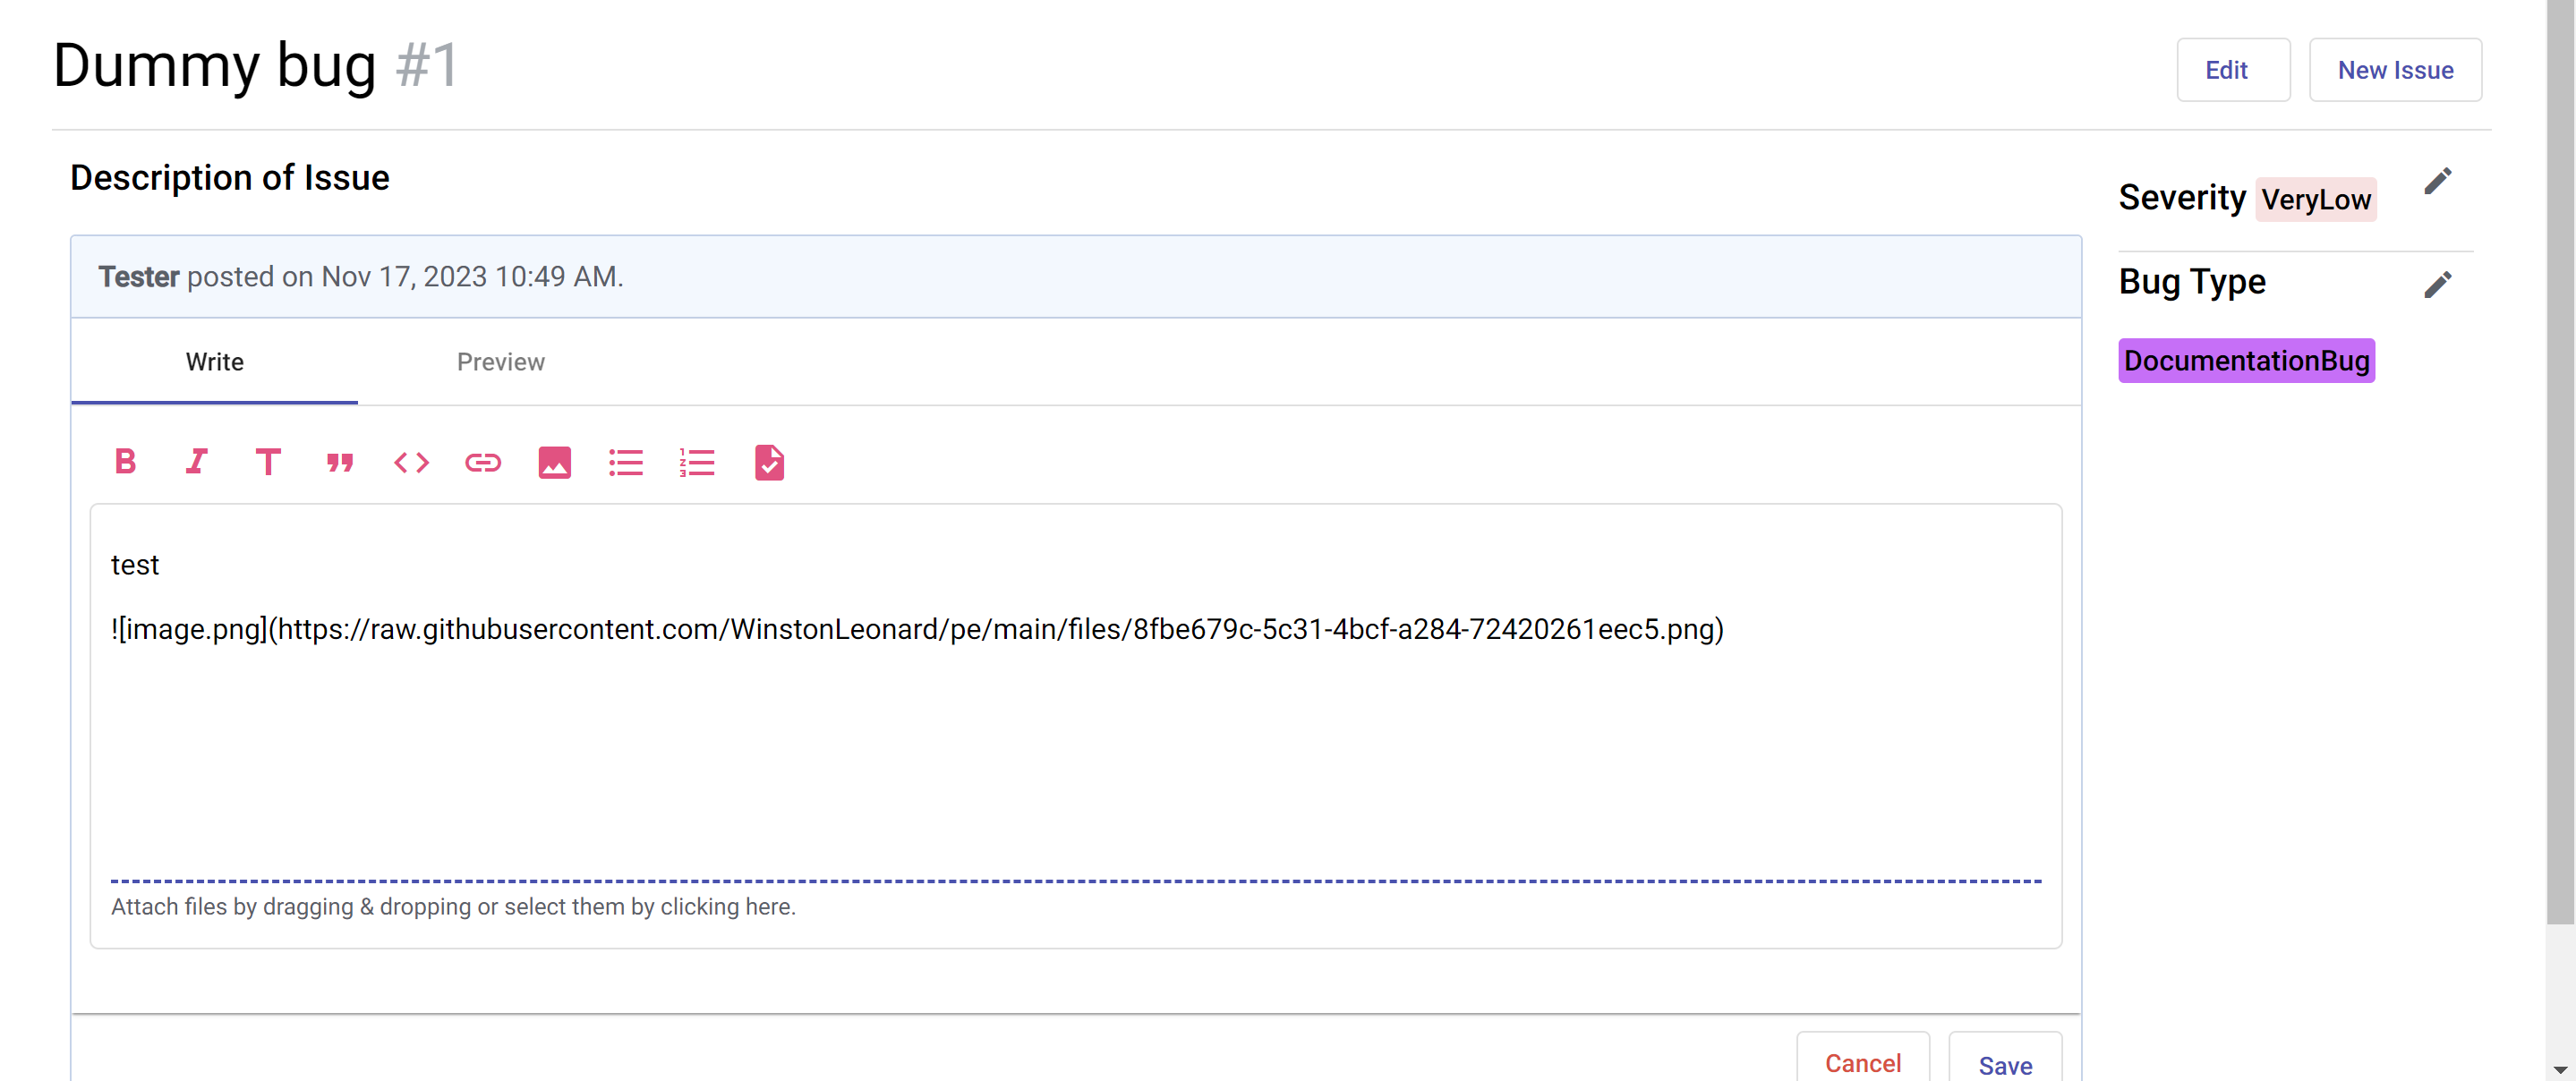 Dummy bug #1
Edit
New Issue
Description of Issue
Severity VeryLow
Tester posted on Nov 17, 2023 10:49 AM.
Bug Type
Write
Preview
DocumentationBug
test
![image.png](https://raw.githubusercontent.com/WinstonLeonard/pe/main/files/8fbe679c-5c31-4bcf-a284-72420261eec5.png)
Attach files by dragging & dropping or select them by clicking here.
Cancel
Save